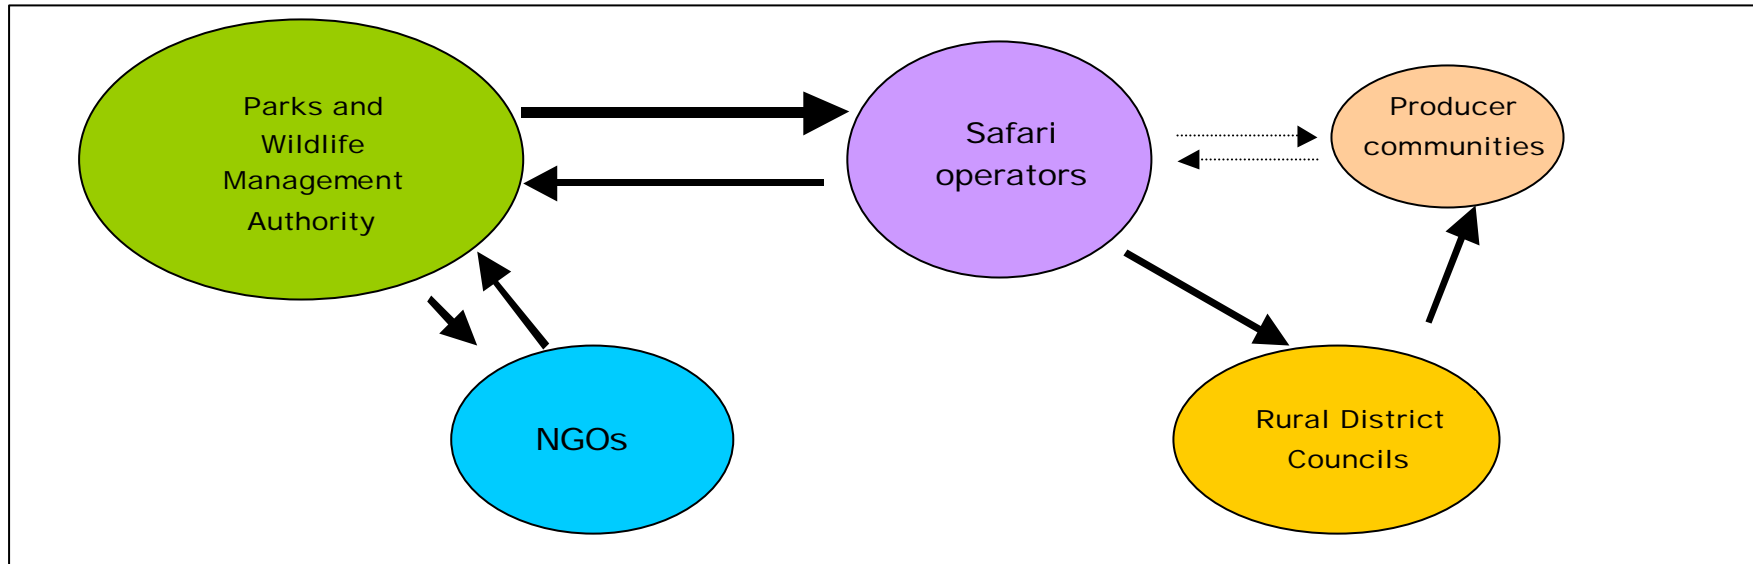 Parks and
Wildlife
Management
Authority
Safari
operators
Producer
communities
NGOs
Rural District
Councils